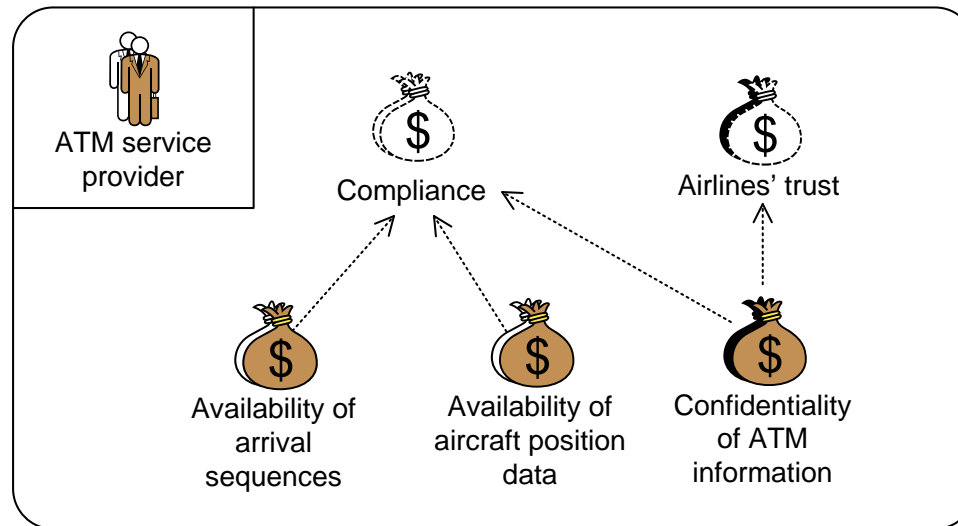 ATM service
provider
$
Compliance
$
Airlines’ trust
$
Availability of
arrival
sequences
$
Availability of
aircraft position
data
$
Confidentiality
of ATM
information